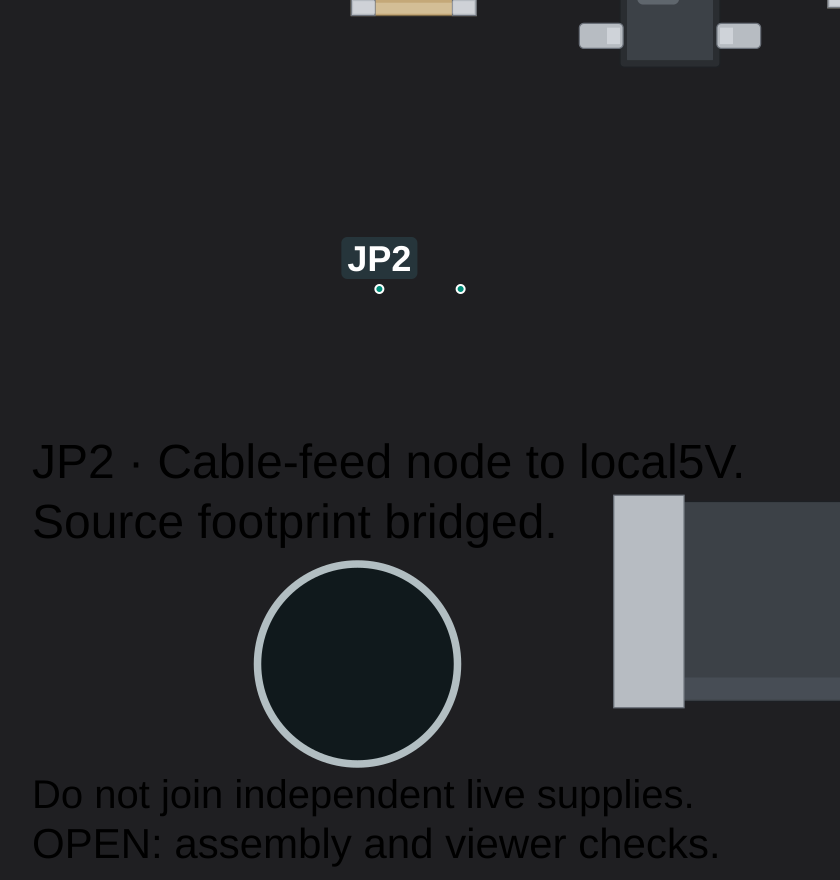 JP2
JP2 · Cable-feed node to local5V.
Source footprint bridged.
Do not join independent live supplies.
OPEN: assembly and viewer checks.